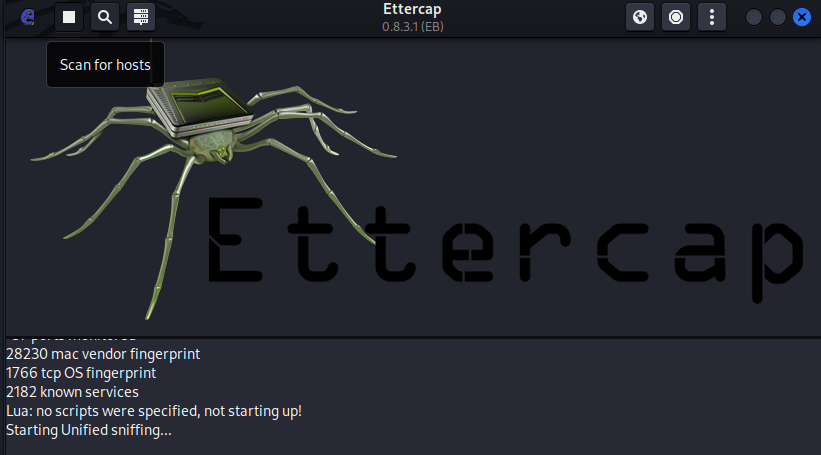 Ettercap
0.8.3.1 (EB)
Scan for hosts
Ettercap
28230 mac vendor fingerprint
1766 tcp OS fingerprint
2182 known services
Lua: no scripts were specified, not starting up!
Starting Unified sniffing...